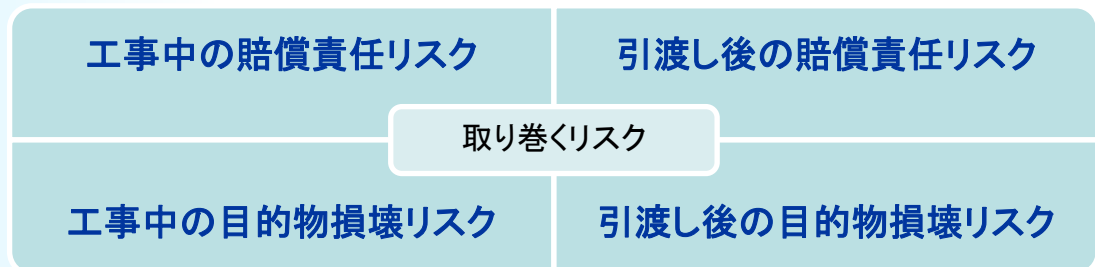 工事中の賠償責任リスク
引渡し後の賠償責任リスク
取り巻くリスク
工事中の目的物損壊リスク
引渡し後の目的物損壊リスク